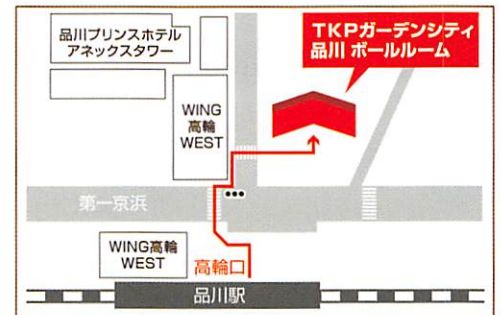 品川プリンスホテル
アネックスタワー
TKPガーデンシティ
品川 ボールルーム
WING
高輪
WEST
第一京浜
WING高輪
WEST
高輪口
品川駅